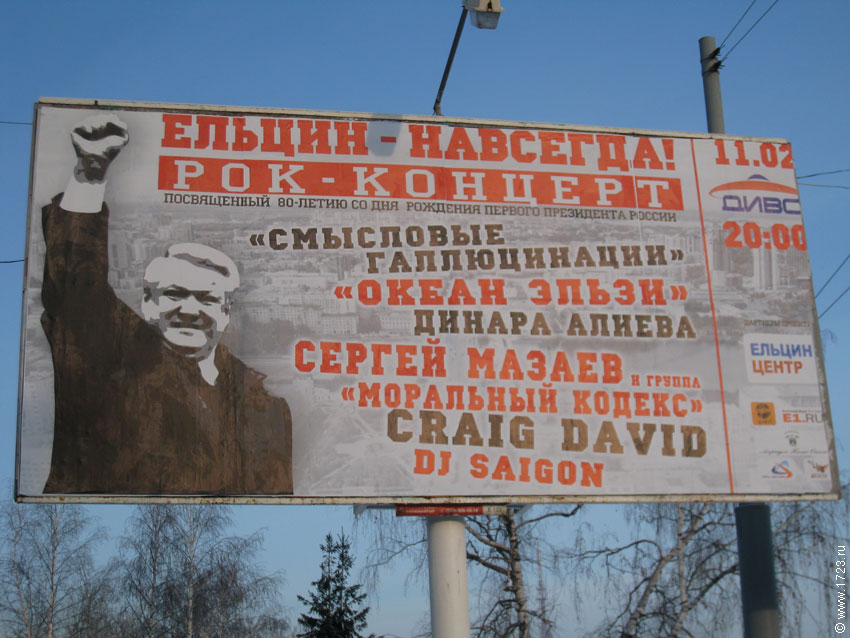 ЕЛЬЦИН - НАВСЕГДА!
РОК-КОНЦЕРТ
ПОСВЯЩЕННЫЙ 80-ЛЕТИЮ СО ДНЯ РОЖДЕНИЯ ПЕРВОГО ПРЕЗИДЕНТА РОССИИ
«СМЫСЛОВЫЕ
ГАЛЛЮЦИНАЦИИ»
«ОКЕАН ЭЛЬЗИ»
ДИНАРА АЛИЕВА
СЕРГЕЙ МАЗАЕВ
И ГРУППА
«МОРАЛЬНЫЙ КОДЕКС»
CRAIG DAVID
DJ SAIGON
11.02
ДИВС
20:00
ПАРТНЕРЫ ПРОЕКТА
ЕЛЬЦИН
ЦЕНТР
E1.RU
© www.1723.ru